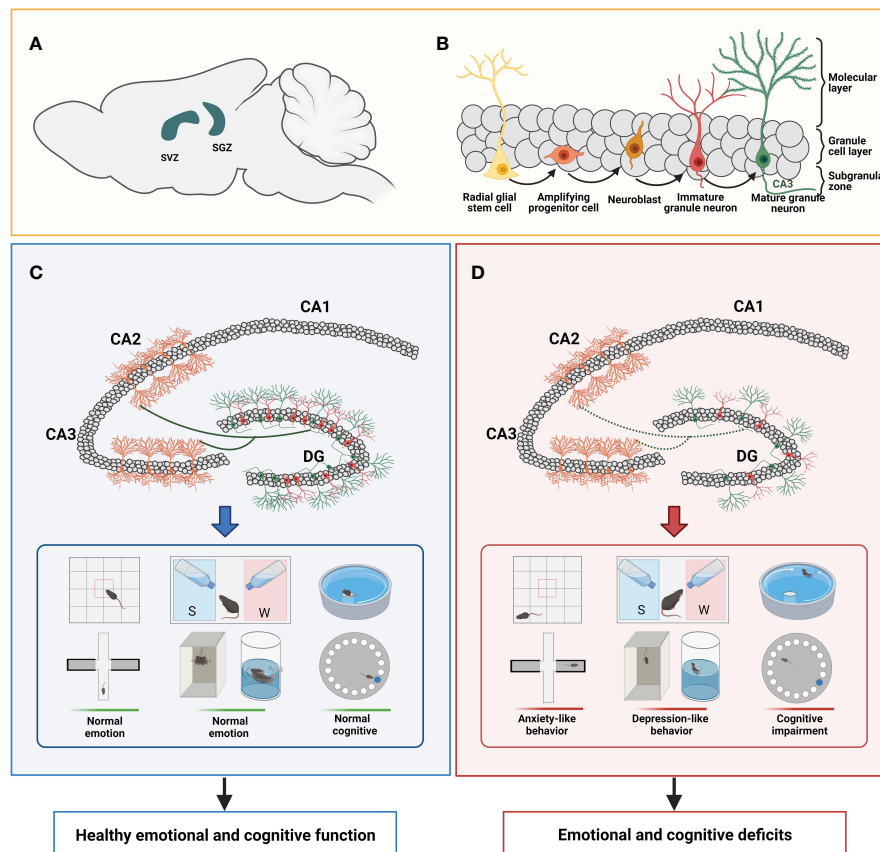 A
SVZ
SGZ
B
Molecular
layer
Granule
cell layer
Subgranular
zone
CA3
Radial glial
stem cell
Amplifying
progenitor cell
Neuroblast
Immature
granule neuron
Mature granule
neuron
C
CA1
CA2
CA3
DG
S
W
Normal
emotion
Normal
emotion
Normal
cognitive
Healthy emotional and cognitive function
D
CA1
CA2
CA3
DG
S
W
Anxiety-like
behavior
Depression-like
behavior
Cognitive
impairment
Emotional and cognitive deficits